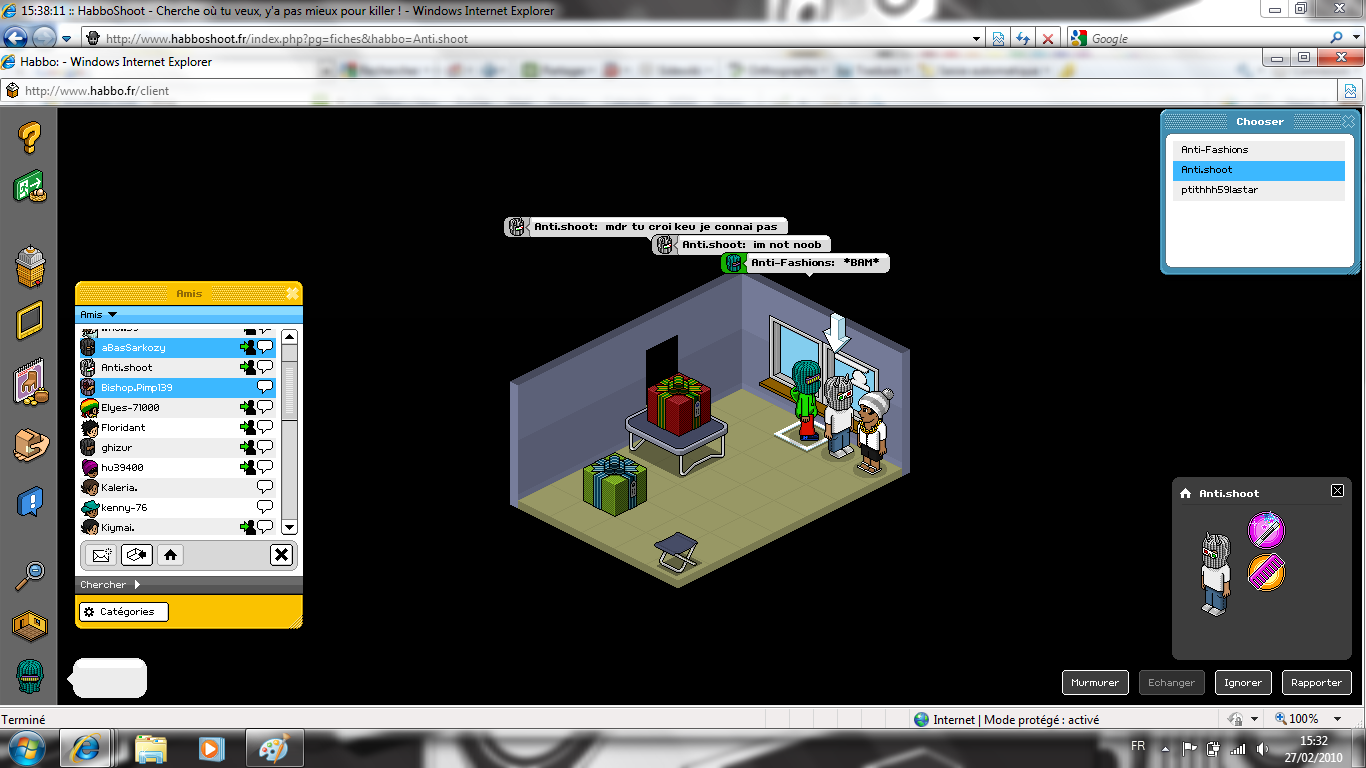 15:38:11 :: HabboShoot - Cherche où tu veux, y'a pas mieux pour killer ! - Windows Internet Explorer
http://www.habboshoot.fr/index.php?pg=fiches&habbo=Anti.shoot
Google
Habbo: - Windows Internet Explorer
http://www.habbo.fr/client
Chooser
Anti-Fashions
Anti.shoot
ptithhh59lastar
Anti.shoot: mdr tu croi keu je connai pas
Anti.shoot: im not noob
Anti-Fashions: *BAM*
Amis
Amis
aBasSarkozy
Anti.shoot
Bishop.Pimp139
Elyes-71000
Floridant
ghizur
hu39400
Kaleria.
kenny-76
Kiymai.
Chercher
Catégories
Anti.shoot
Murmurer
Echanger
Ignorer
Rapporter
Terminé
Internet | Mode protégé : activé
100%
FR
15:32
27/02/2010